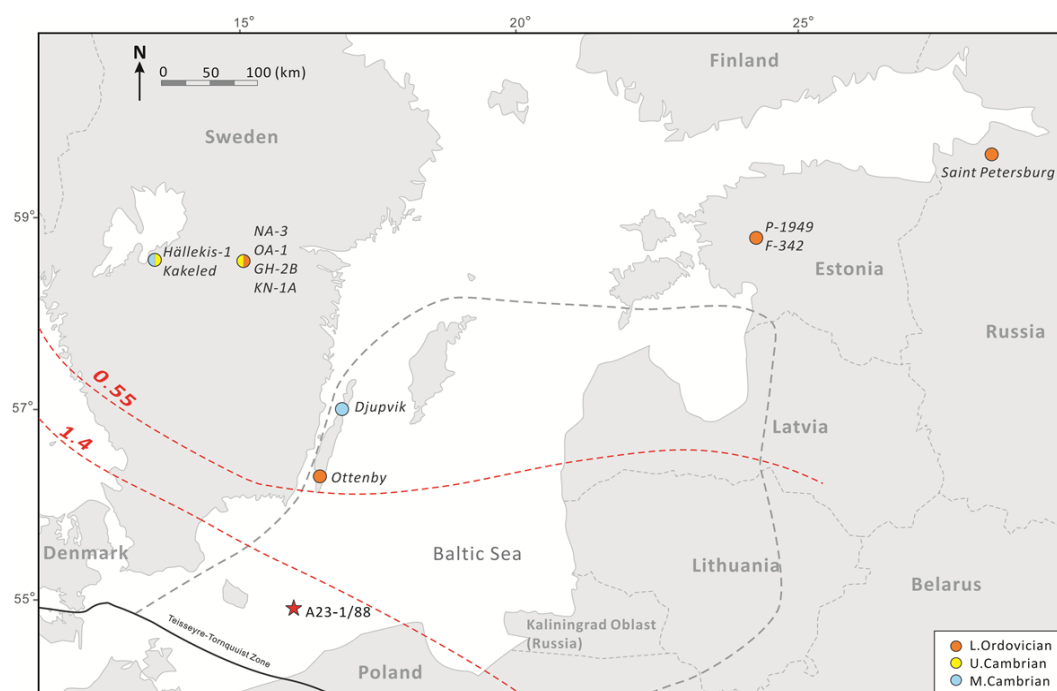 15°
20°
25°
N
0 50 100 (km)
Finland
Sweden
Saint Petersburg
59°
NA-3
OA-1
GH-2B
KN-1A
Hällekis-1
Kakeled
P-1949
F-342
Estonia
Russia
0.55
57°
Djupvik
1.4
Latvia
Ottenby
Denmark
Baltic Sea
Lithuania
Belarus
55°
A23-1/88
Teisseyre-Tornquuist Zone
Kaliningrad Oblast
(Russia)
Poland
L.Ordovician
U.Cambrian
M.Cambrian